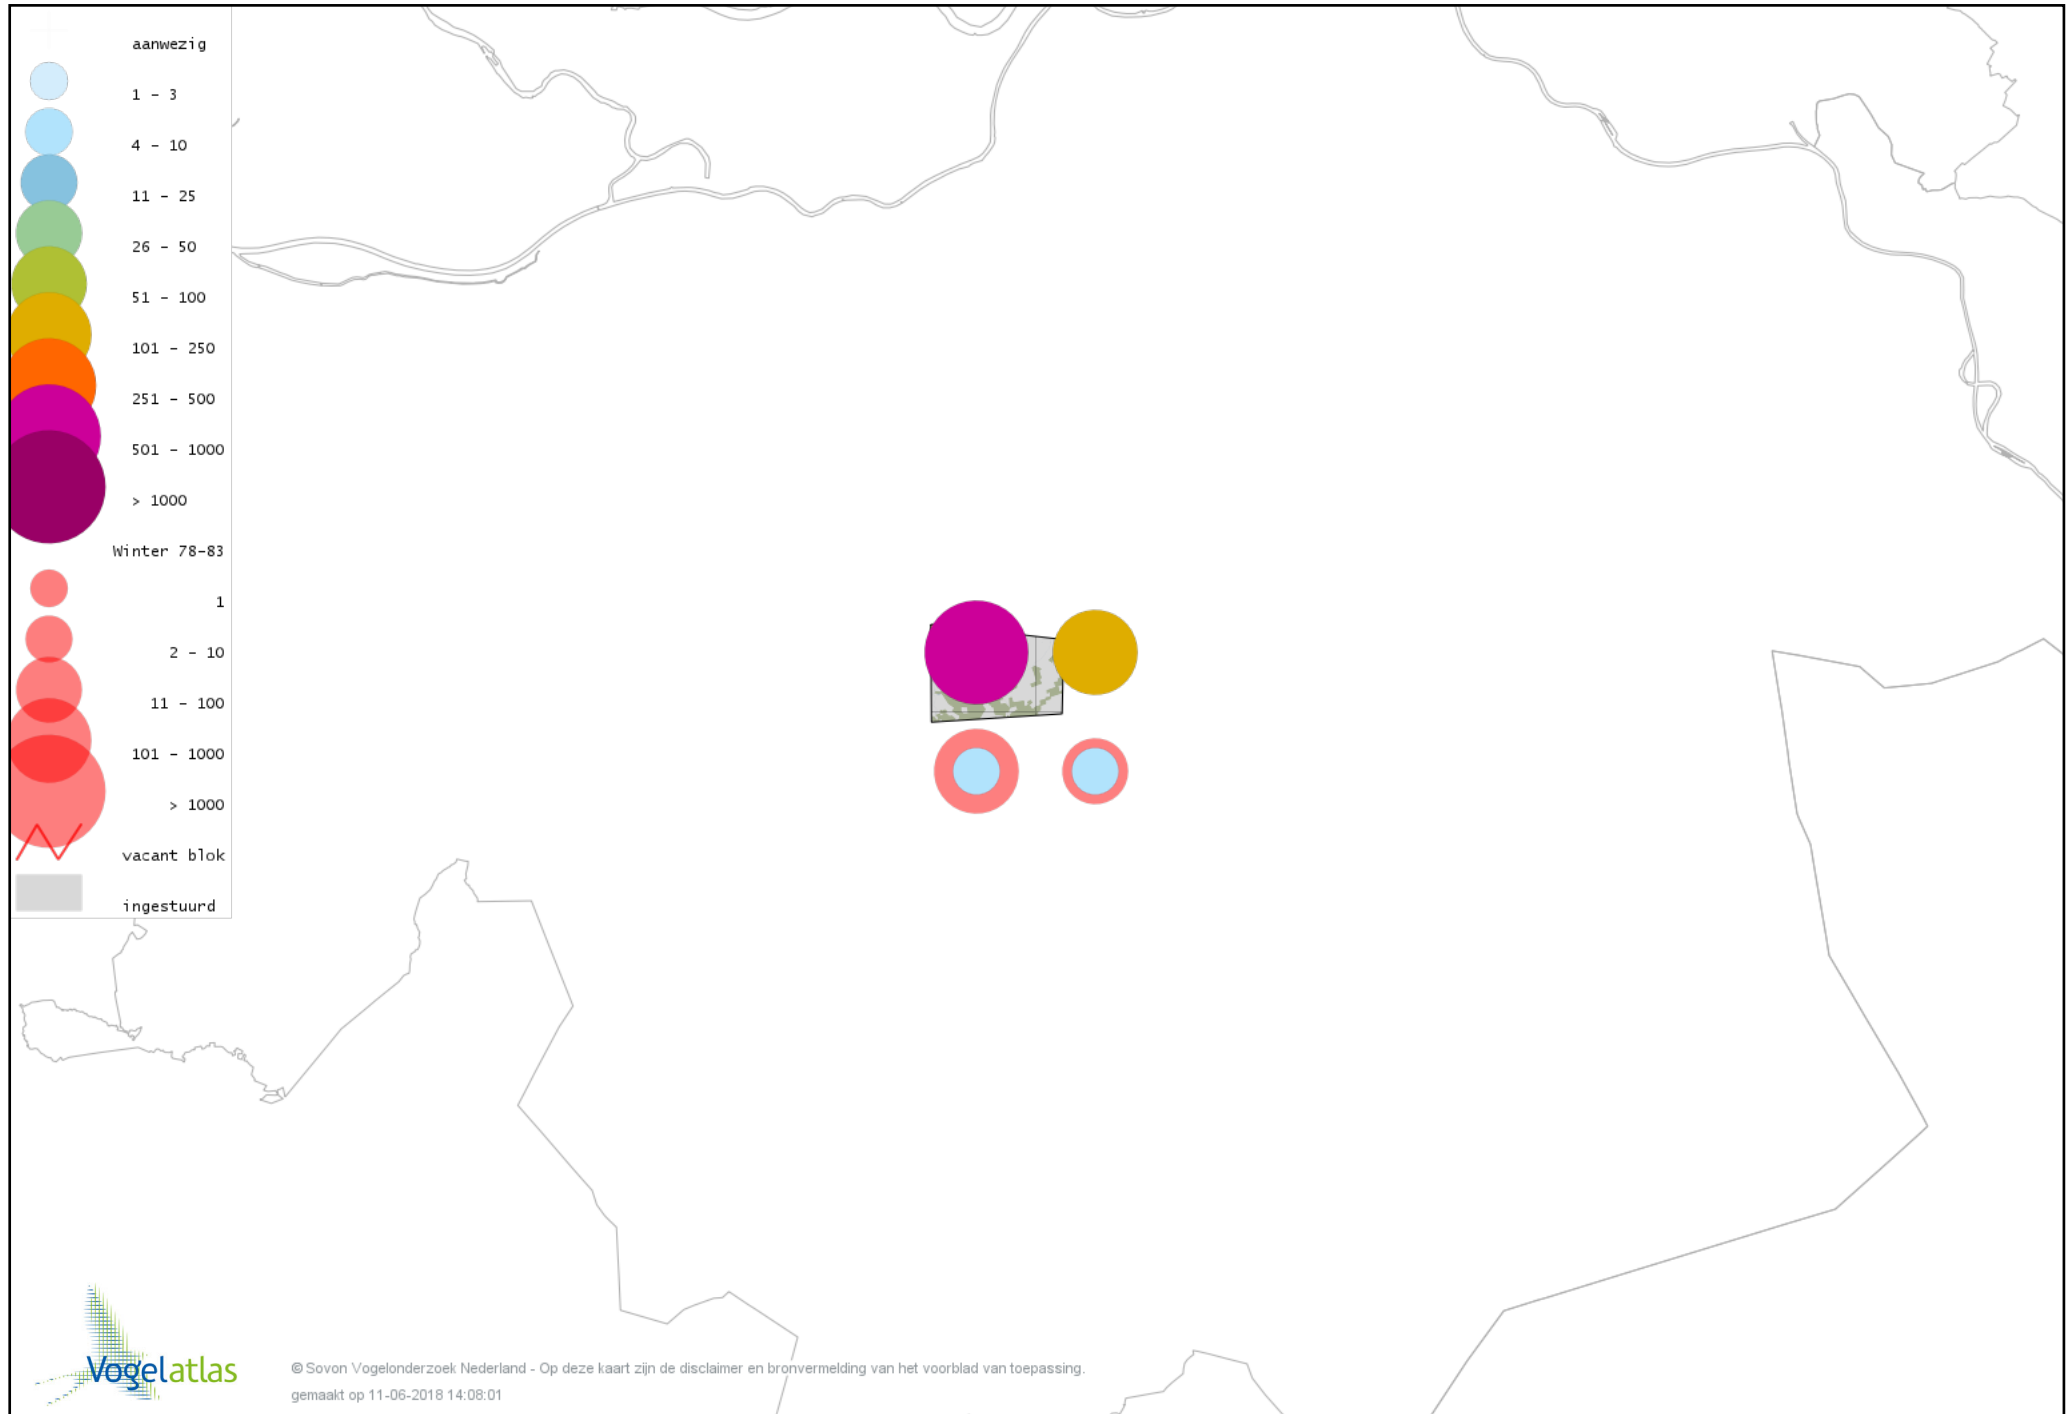 aanwezig
1 - 3
4 - 10
11 - 25
26 - 50
51 - 100
101 - 250
251 - 500
501 - 1000
> 1000
Winter 78-83
1
2 - 10
11 - 100
101 - 1000
> 1000
vacant blok
ingestuurd
Vogelatlas
© Sovon Vogelonderzoek Nederland - Op deze kaart zijn de disclaimer en bronvermelding van het voorblad van toepassing.
gemaakt op 11-06-2018 14:08:01